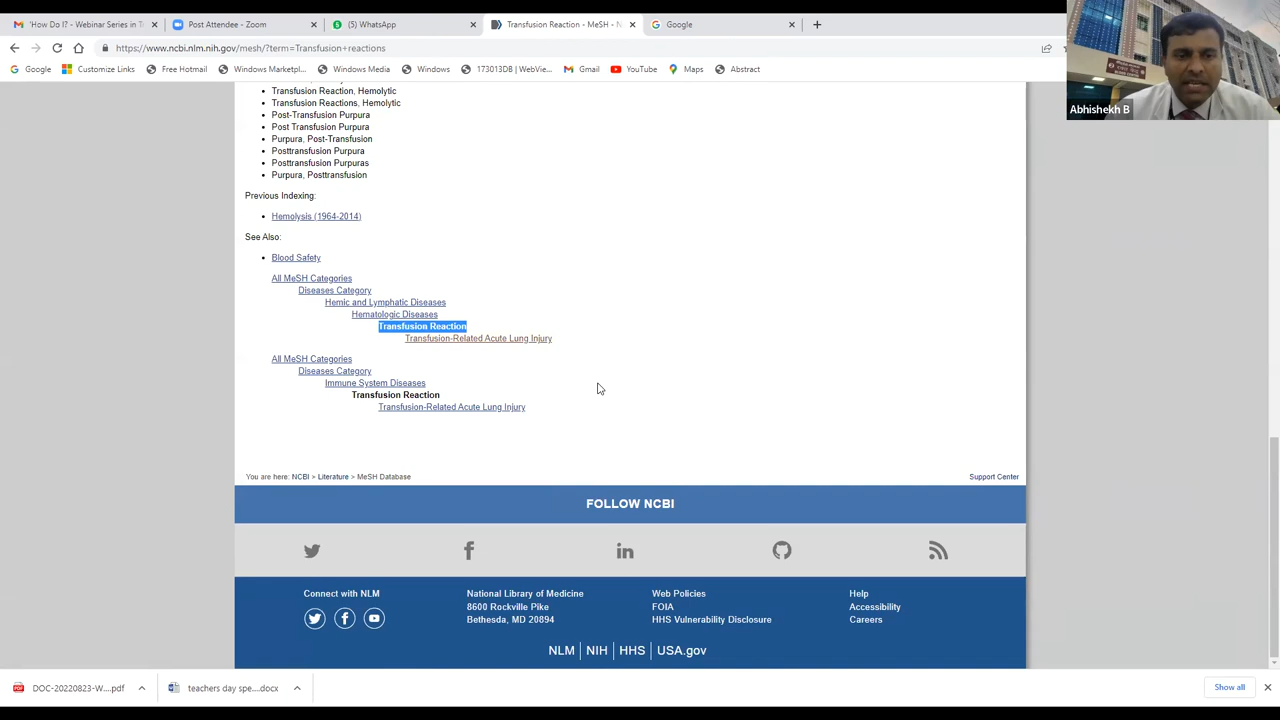 'How Do I? - Webinar Series in T
Post Attendee - Zoom
(5) WhatsApp
Transfusion Reaction - MeSH - N
Google
https://www.ncbi.nlm.nih.gov/mesh/?term=Transfusion+reactions
Google
Customize Links
Free Hotmail
Windows Marketpl...
Windows Media
Windows
173013DB | WebVie...
Gmail
YouTube
Maps
Abstract
Abhishekh B
Transfusion Reaction, Hemolytic
Transfusion Reactions, Hemolytic
Post-Transfusion Purpura
Post Transfusion Purpura
Purpura, Post-Transfusion
Posttransfusion Purpura
Posttransfusion Purpuras
Purpura, Posttransfusion
Previous Indexing:
Hemolysis (1964-2014)
See Also:
Blood Safety
All MeSH Categories
Diseases Category
Hemic and Lymphatic Diseases
Hematologic Diseases
Transfusion Reaction
Transfusion-Related Acute Lung Injury
All MeSH Categories
Diseases Category
Immune System Diseases
Transfusion Reaction
Transfusion-Related Acute Lung Injury
You are here: NCBI > Literature > MeSH Database
Support Center
FOLLOW NCBI
Connect with NLM
National Library of Medicine
8600 Rockville Pike
Bethesda, MD 20894
Web Policies
FOIA
HHS Vulnerability Disclosure
Help
Accessibility
Careers
NLM | NIH | HHS | USA.gov
DOC-20220823-W....pdf
teachers day spe....docx
Show all